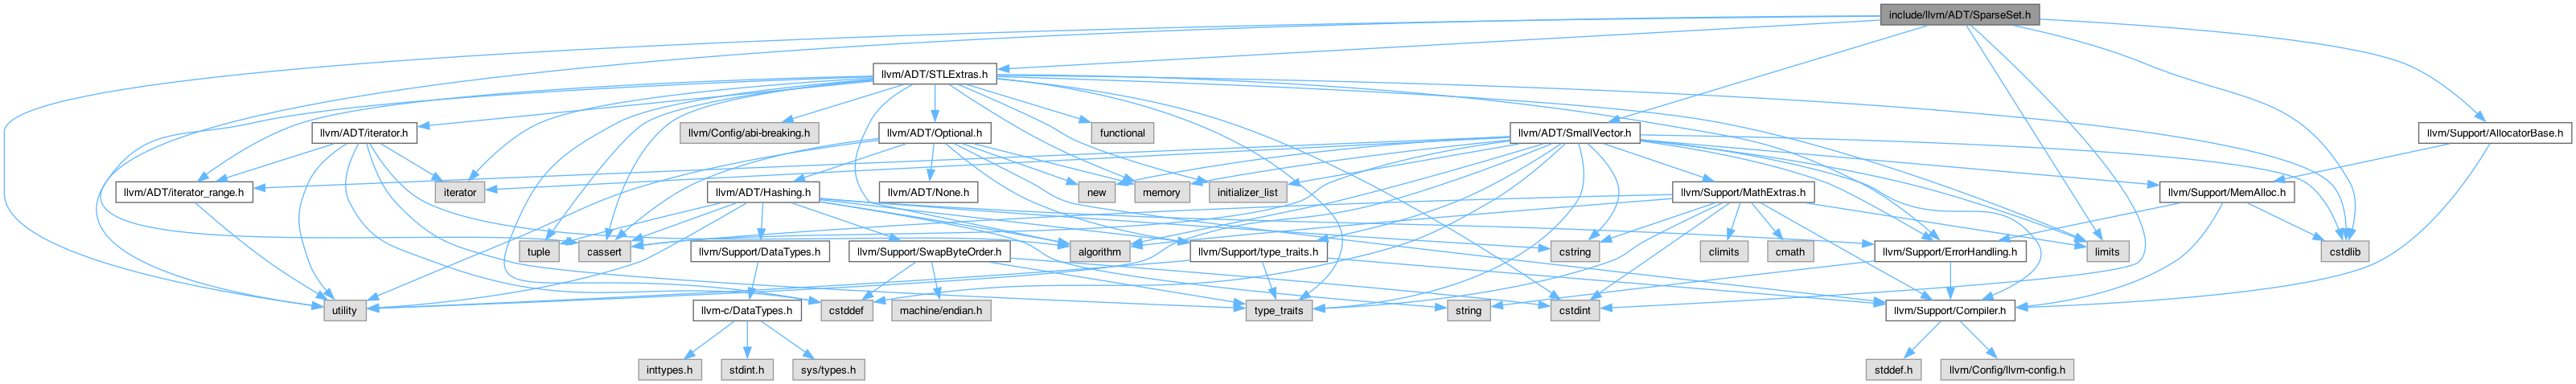 include/llvm/ADT/SparseSet.h
llvm/ADT/STLExtras.h
llvm/ADT/iterator.h
llvm/Config/abi-breaking.h
llvm/ADT/Optional.h
functional
llvm/ADT/SmallVector.h
llvm/Support/AllocatorBase.h
llvm/ADT/iterator_range.h
iterator
llvm/ADT/Hashing.h
llvm/ADT/None.h
new
memory
initializer_list
llvm/Support/MathExtras.h
llvm/Support/MemAlloc.h
tuple
cassert
llvm/Support/DataTypes.h
llvm/Support/SwapByteOrder.h
algorithm
llvm/Support/type_traits.h
cstring
climits
cmath
llvm/Support/ErrorHandling.h
limits
cstdlib
utility
llvm-c/DataTypes.h
cstddef
machine/endian.h
type_traits
string
cstdint
llvm/Support/Compiler.h
inttypes.h
stdint.h
sys/types.h
stddef.h
llvm/Config/llvm-config.h